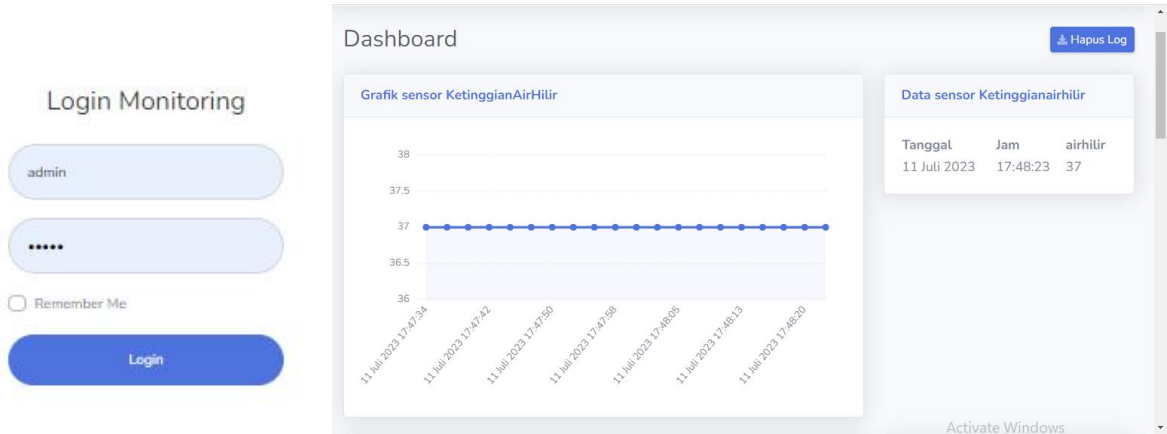 Login Monitoring
admin
•••••
Remember Me
Login
Dashboard
Hapus Log
Grafik sensor KetinggianAirHilir
38
37.5
37
36.5
36
11 Juli 2023 17:47:34
11 Juli 2023 17:47:42
11 Juli 2023 17:47:50
11 Juli 2023 17:47:58
11 Juli 2023 17:48:05
11 Juli 2023 17:48:13
11 Juli 2023 17:48:20
Data sensor Ketinggianairhilir
Tanggal Jam airhilir
11 Juli 2023 17:48:23 37
Activate Windows